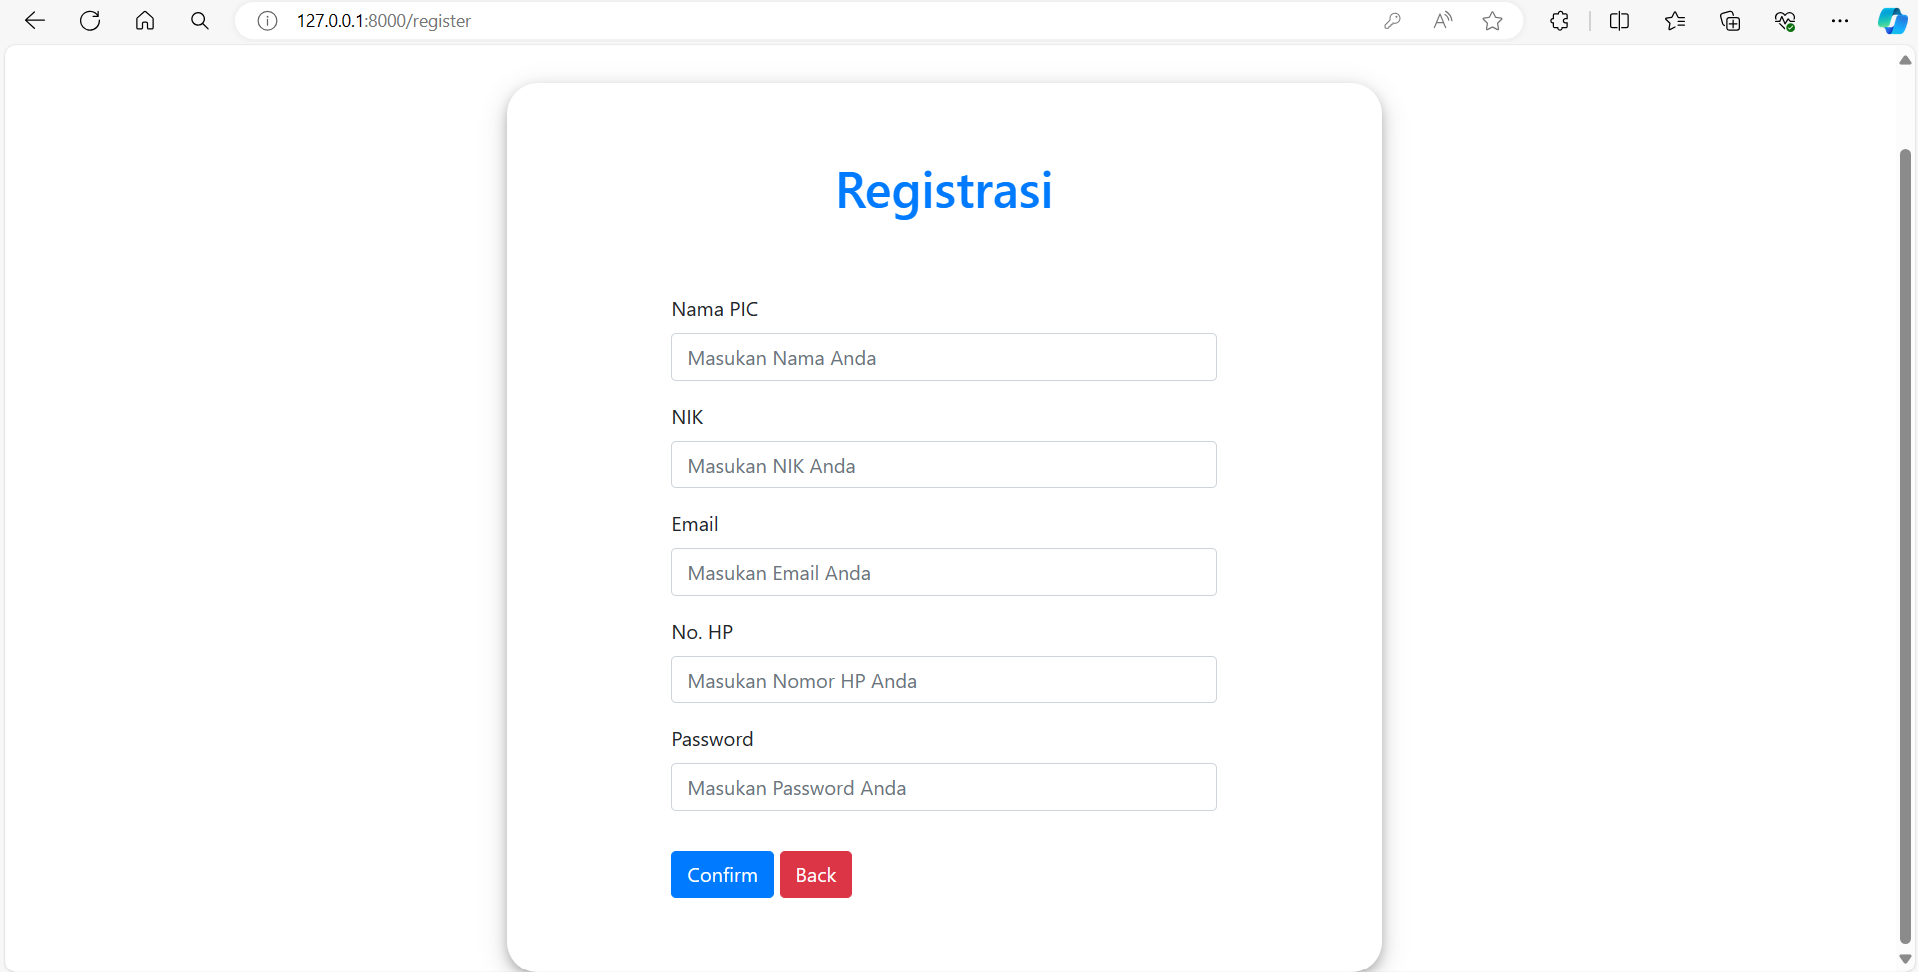 127.0.0.1:8000/register
Registrasi
Nama PIC
Masukan Nama Anda
NIK
Masukan NIK Anda
Email
Masukan Email Anda
No. HP
Masukan Nomor HP Anda
Password
Masukan Password Anda
Confirm Back